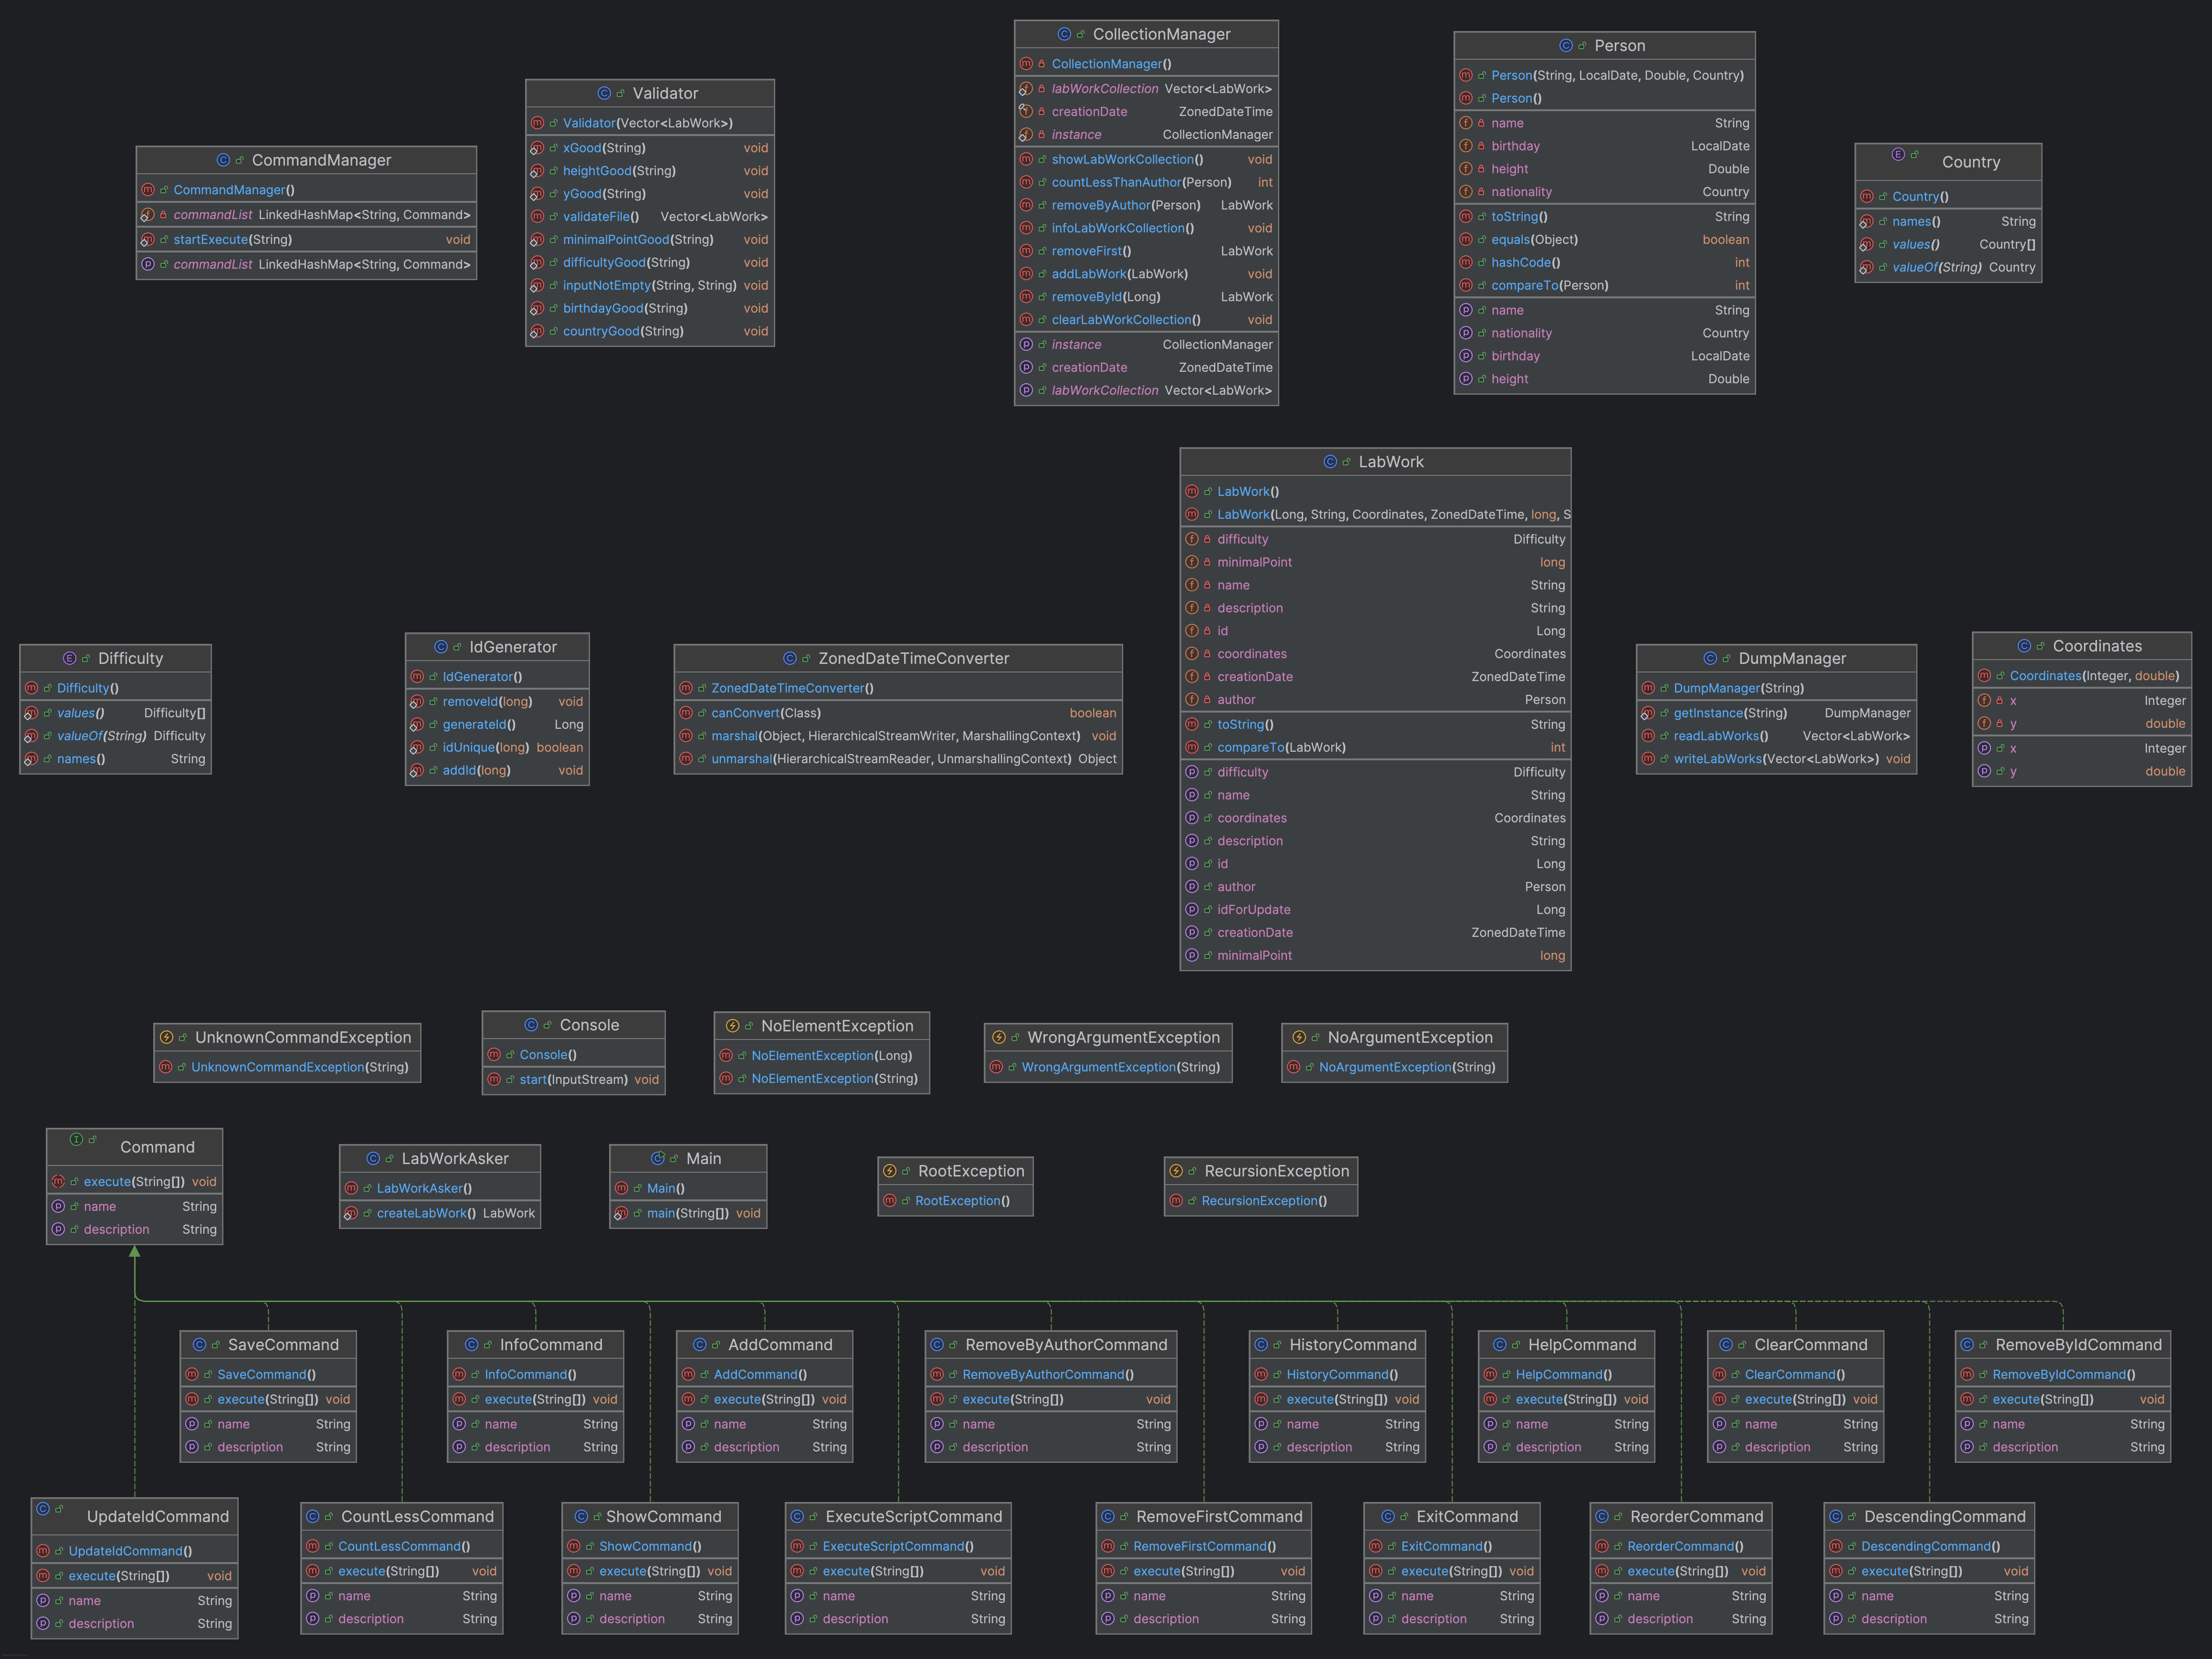 CommandManager
CommandManager()
commandList LinkedHashMap<String, Command>
startExecute(String) void
commandList LinkedHashMap<String, Command>
Validator
Validator(Vector<LabWork>)
xGood(String) void
heightGood(String) void
yGood(String) void
validateFile() Vector<LabWork>
minimalPointGood(String) void
difficultyGood(String) void
inputNotEmpty(String, String) void
birthdayGood(String) void
countryGood(String) void
CollectionManager
CollectionManager()
labWorkCollection Vector<LabWork>
creationDate ZonedDateTime
instance CollectionManager
showLabWorkCollection() void
countLessThanAuthor(Person) int
removeByAuthor(Person) LabWork
infoLabWorkCollection() void
removeFirst() LabWork
addLabWork(LabWork) void
removeById(Long) LabWork
clearLabWorkCollection() void
instance CollectionManager
creationDate ZonedDateTime
labWorkCollection Vector<LabWork>
Person
Person(String, LocalDate, Double, Country)
Person()
name String
birthday LocalDate
height Double
nationality Country
toString() String
equals(Object) boolean
hashCode() int
compareTo(Person) int
name String
nationality Country
birthday LocalDate
height Double
Country
Country()
names() String
values() Country[]
valueOf(String) Country
Difficulty
Difficulty()
values() Difficulty[]
valueOf(String) Difficulty
names() String
IdGenerator
IdGenerator()
removeId(long) void
generateId() Long
idUnique(long) boolean
addId(long) void
ZonedDateTimeConverter
ZonedDateTimeConverter()
canConvert(Class) boolean
marshal(Object, HierarchicalStreamWriter, MarshallingContext) void
unmarshal(HierarchicalStreamReader, UnmarshallingContext) Object
LabWork
LabWork()
LabWork(Long, String, Coordinates, ZonedDateTime, long, S
difficulty Difficulty
minimalPoint long
name String
description String
id Long
coordinates Coordinates
creationDate ZonedDateTime
author Person
toString() String
compareTo(LabWork) int
difficulty Difficulty
name String
coordinates Coordinates
description String
id Long
author Person
idForUpdate Long
creationDate ZonedDateTime
minimalPoint long
DumpManager
DumpManager(String)
getInstance(String) DumpManager
readLabWorks() Vector<LabWork>
writeLabWorks(Vector<LabWork>) void
Coordinates
Coordinates(Integer, double)
x Integer
y double
x Integer
y double
UnknownCommandException
UnknownCommandException(String)
Console
Console()
start(InputStream) void
NoElementException
NoElementException(Long)
NoElementException(String)
WrongArgumentException
WrongArgumentException(String)
NoArgumentException
NoArgumentException(String)
Command
execute(String[]) void
name String
description String
LabWorkAsker
LabWorkAsker()
createLabWork() LabWork
Main
Main()
main(String[]) void
RootException
RootException()
RecursionException
RecursionException()
SaveCommand
SaveCommand()
execute(String[]) void
name String
description String
InfoCommand
InfoCommand()
execute(String[]) void
name String
description String
AddCommand
AddCommand()
execute(String[]) void
name String
description String
RemoveByAuthorCommand
RemoveByAuthorCommand()
execute(String[]) void
name String
description String
HistoryCommand
HistoryCommand()
execute(String[]) void
name String
description String
HelpCommand
HelpCommand()
execute(String[]) void
name String
description String
ClearCommand
ClearCommand()
execute(String[]) void
name String
description String
RemoveByIdCommand
RemoveByIdCommand()
execute(String[]) void
name String
description String
UpdateIdCommand
UpdateIdCommand()
execute(String[]) void
name String
description String
CountLessCommand
CountLessCommand()
execute(String[]) void
name String
description String
ShowCommand
ShowCommand()
execute(String[]) void
name String
description String
ExecuteScriptCommand
ExecuteScriptCommand()
execute(String[]) void
name String
description String
RemoveFirstCommand
RemoveFirstCommand()
execute(String[]) void
name String
description String
ExitCommand
ExitCommand()
execute(String[]) void
name String
description String
ReorderCommand
ReorderCommand()
execute(String[]) void
name String
description String
DescendingCommand
DescendingCommand()
execute(String[]) void
name String
description String